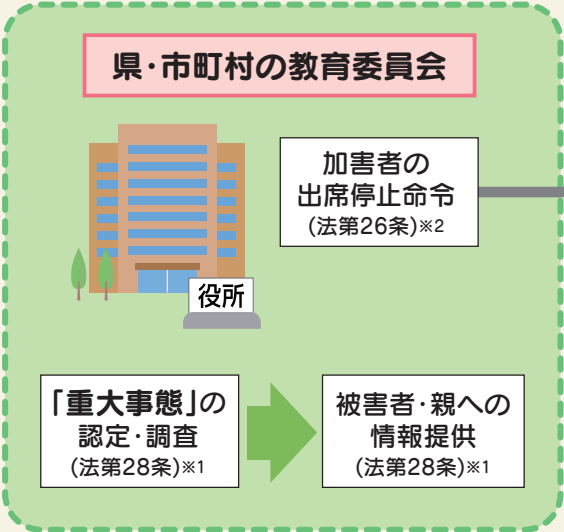 県・市町村の教育委員会
加害者の
出席停止命令
(法第26条)※2
役所
「重大事態」の
認定・調査
(法第28条)※1
被害者・親への
情報提供
(法第28条)※1